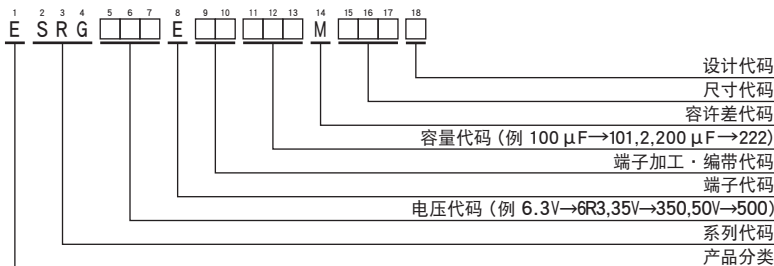 1 2 3 4 5 6 7 8 9 10 11 12 13 14 15 16 17 18
E S R G □□□ E □□ □□□ M □□□ □
设计代码
尺寸代码
容许差代码
容量代码 (例 100 μF→101,2,200 μF→222)
端子加工・编带代码
端子代码
电压代码 (例 6.3V→6R3,35V→350,50V→500)
系列代码
产品分类